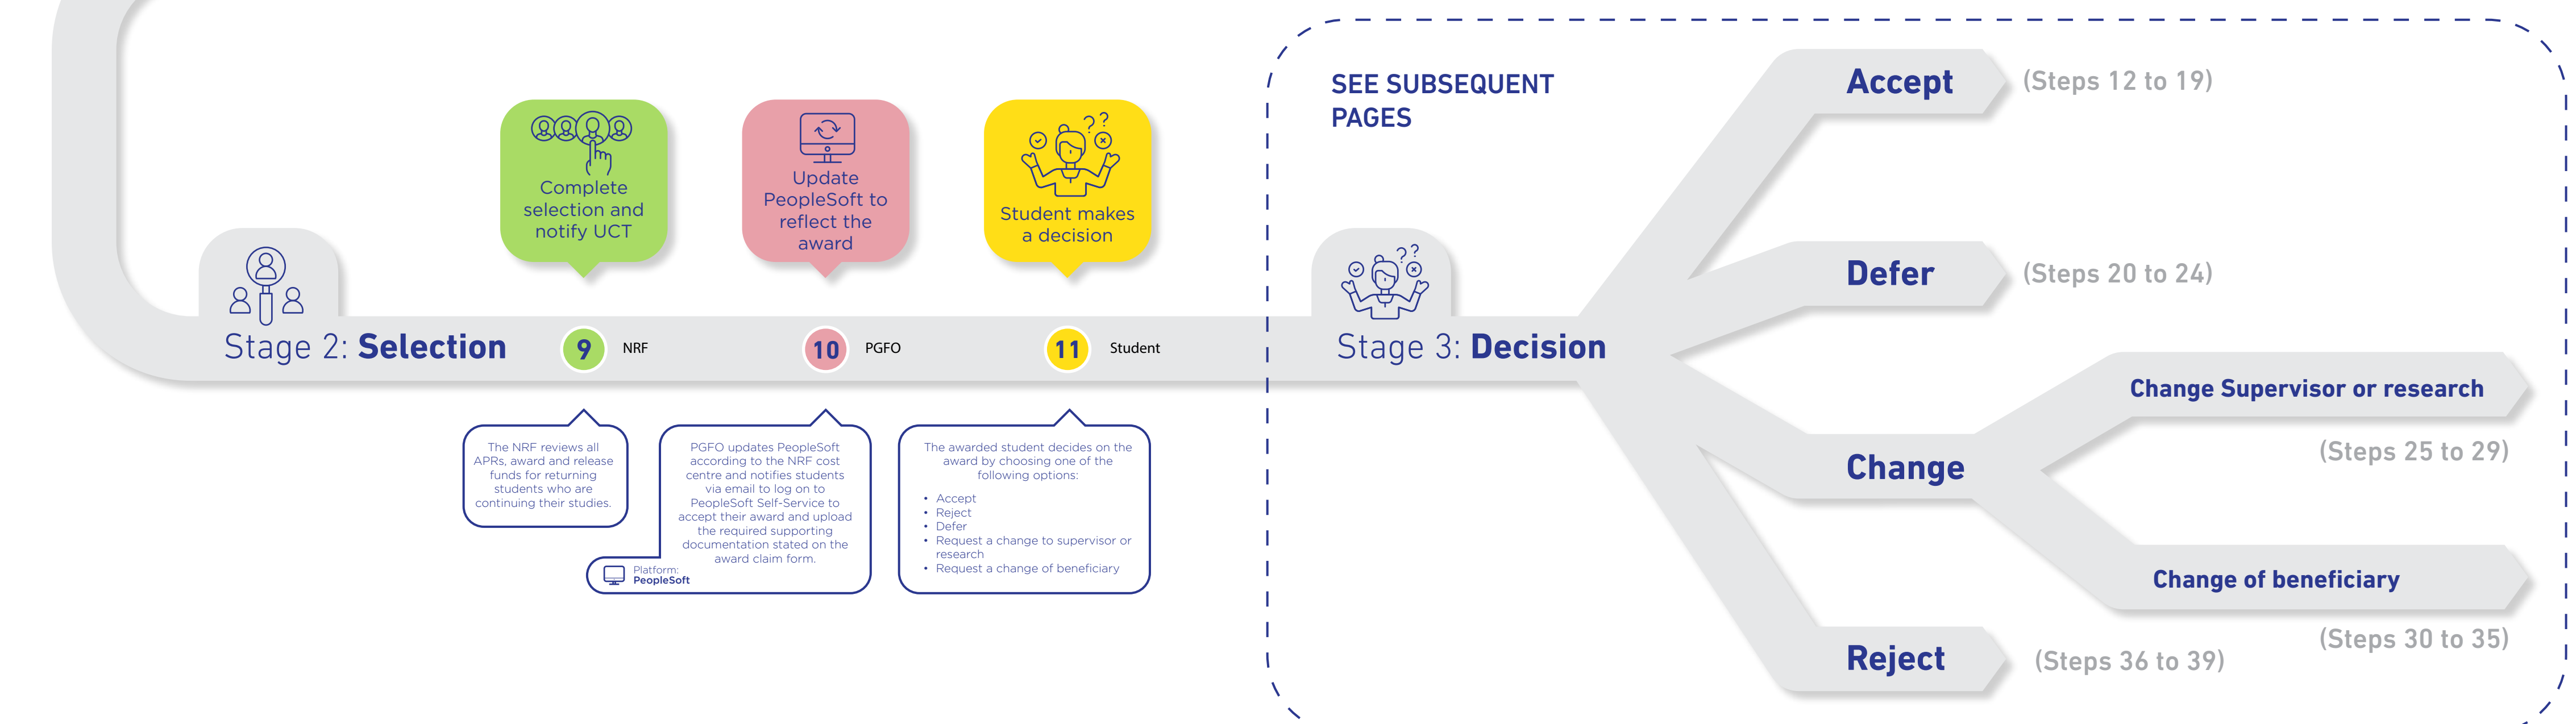 Complete
selection and
notify UCT
Update
PeopleSoft to
reflect the
award
? ?
Student makes
a decision
Stage 2: Selection
9
NRF
10
PGFO
11
Student
The NRF reviews all
APRs, award and release
funds for returning
students who are
continuing their studies.
PGFO updates PeopleSoft
according to the NRF cost
centre and notifies students
via email to log on to
PeopleSoft Self-Service to
accept their award and upload
the required supporting
documentation stated on the
award claim form.
Platform:
PeopleSoft
The awarded student decides on the
award by choosing one of the
following options:
• Accept
• Reject
• Defer
• Request a change to supervisor or
research
• Request a change of beneficiary
SEE SUBSEQUENT
PAGES
? ?
Stage 3: Decision
Accept
(Steps 12 to 19)
Defer
(Steps 20 to 24)
Change
Change Supervisor or research
(Steps 25 to 29)
Change of beneficiary
(Steps 30 to 35)
Reject
(Steps 36 to 39)